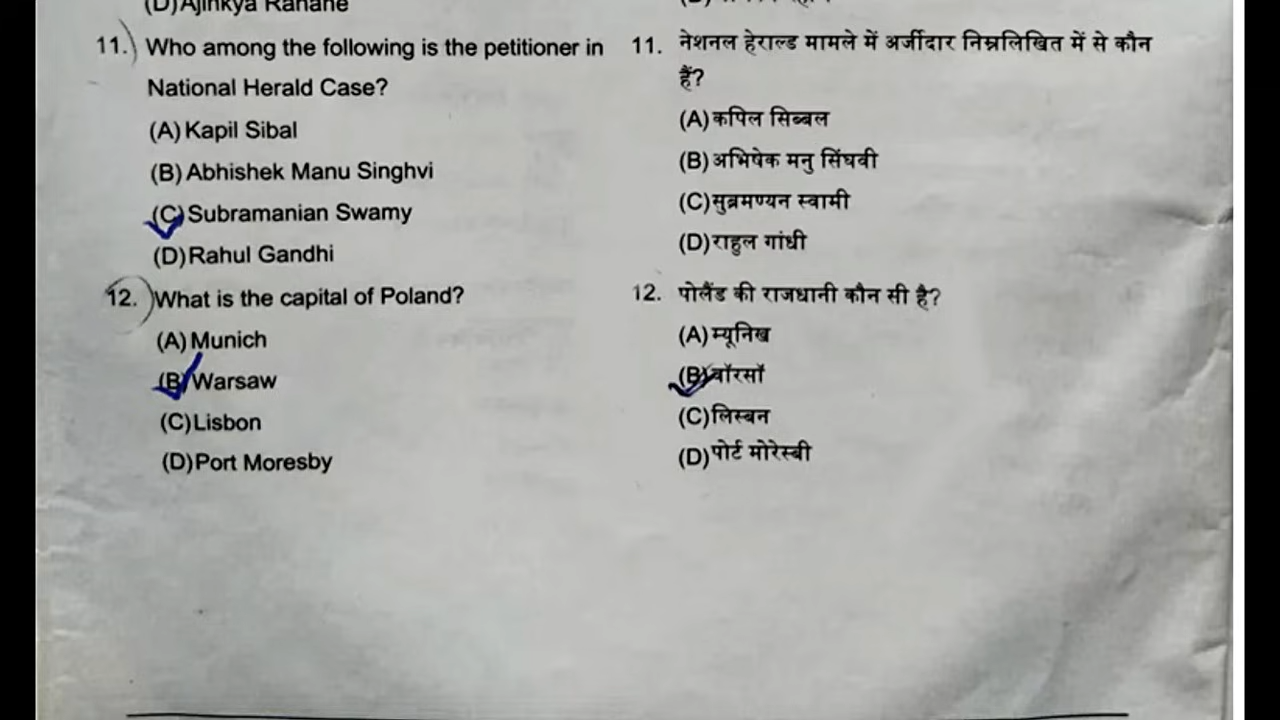 (D) Ajinkya Rahane
11. Who among the following is the petitioner in
National Herald Case?
(A) Kapil Sibal
(B) Abhishek Manu Singhvi
(C) Subramanian Swamy
(D) Rahul Gandhi
12. What is the capital of Poland?
(A) Munich
(B) Warsaw
(C) Lisbon
(D) Port Moresby
11. नेशनल हेराल्ड मामले में अर्जीदार निम्नलिखित में से कौन
हैं?
(A) कपिल सिब्बल
(B) अभिषेक मनु सिंघवी
(C) सुब्रमण्यन स्वामी
(D) राहुल गांधी
12. पोलैंड की राजधानी कौन सी है?
(A) म्यूनिख
(B) वॉरसॉ
(C) लिस्बन
(D) पोर्ट मोरेस्बी